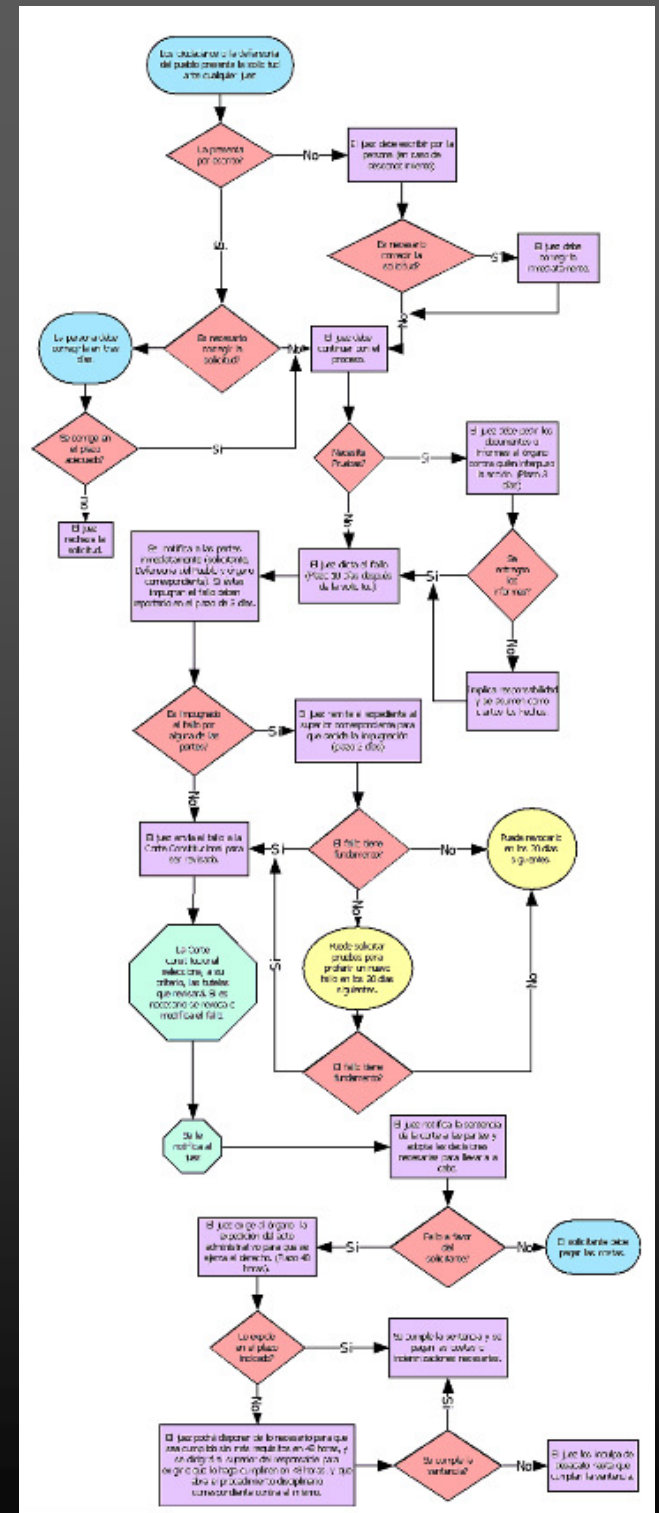 Los ciudadanos o la defensoría
del pueblo presenta la solicitud
ante cualquier juez
La presenta
por escrito?
No
El juez debe escribir por la
persona (en caso de
desconocimiento)
Si
Es necesario
corregir la
solicitud?
Si
El juez debe
corregirla
inmediatamente.
No
La persona debe
corregirla en tres
días.
Es necesario
corregir la
solicitud?
No
El juez debe
continuar con el
proceso.
Se corrige en
el plazo
adecuado?
Si
no
El juez
rechaza la
solicitud.
Necesita
Pruebas?
Si
El juez debe pedir los
documentos o
informes al órgano
contra quién interpuso
la acción. (Plazo 3
días)
No
Se notifica a las partes
inmediatamente (solicitante,
Defensoría del Pueblo y órgano
correspondiente). Si estas
impugnan el fallo deben
reportarlo en el plazo de 3 días.
El juez dicta el fallo
(Plazo 10 días después
de la solicitud)
Si
Se
entregan
los
informes?
No
Implica responsabilidad
y se asumen como
ciertos los hechos.
Es impugnado
el fallo por
alguna de las
partes?
Si
El juez remite el expediente al
superior correspondiente para
que decida la impugnación
(plazo 2 días)
No
No
El juez envía el fallo a la
Corte Constitucional para
ser revisado.
Si
El fallo tiene
fundamento?
No
Puede revocarlo
en los 20 días
siguientes.
No
Puede solicitar
pruebas para
proferir un nuevo
fallo en los 20 días
siguientes.
Si
No
La Corte
constitucional
selecciona, a su
criterio, las tutelas
que revisará. Si es
necesario se revoca o
modifica el fallo.
El fallo tiene
fundamento?
Se le
notifica al
juez
El juez notifica la sentencia
de la corte a las partes y
adopta las decisiones
necesarias para llevarla a
cabo.
El juez exige al órgano la
expedición del acto
administrativo para que se
ejerza el derecho. (Plazo 48
horas).
Si
Fallo a favor
del
solicitante?
No
El solicitante debe
pagar las costas.
Lo expide
en el plazo
indicado?
Si
Se cumple la sentencia y se
pagan las costas o
indemnizaciones necesarias.
No
Si
El juez podrá disponer de lo necesario para que
sea cumplido sin más requisitos en 48 horas, y
se dirigirá al superior del responsable para
exigirle que lo haga cumplir en 48 horas, y que
abra el procedimiento disciplinario
correspondiente contra el mismo.
Se cumple la
sentencia?
No
El juez los inculpa de
desacato hasta que
cumplan la sentencia.